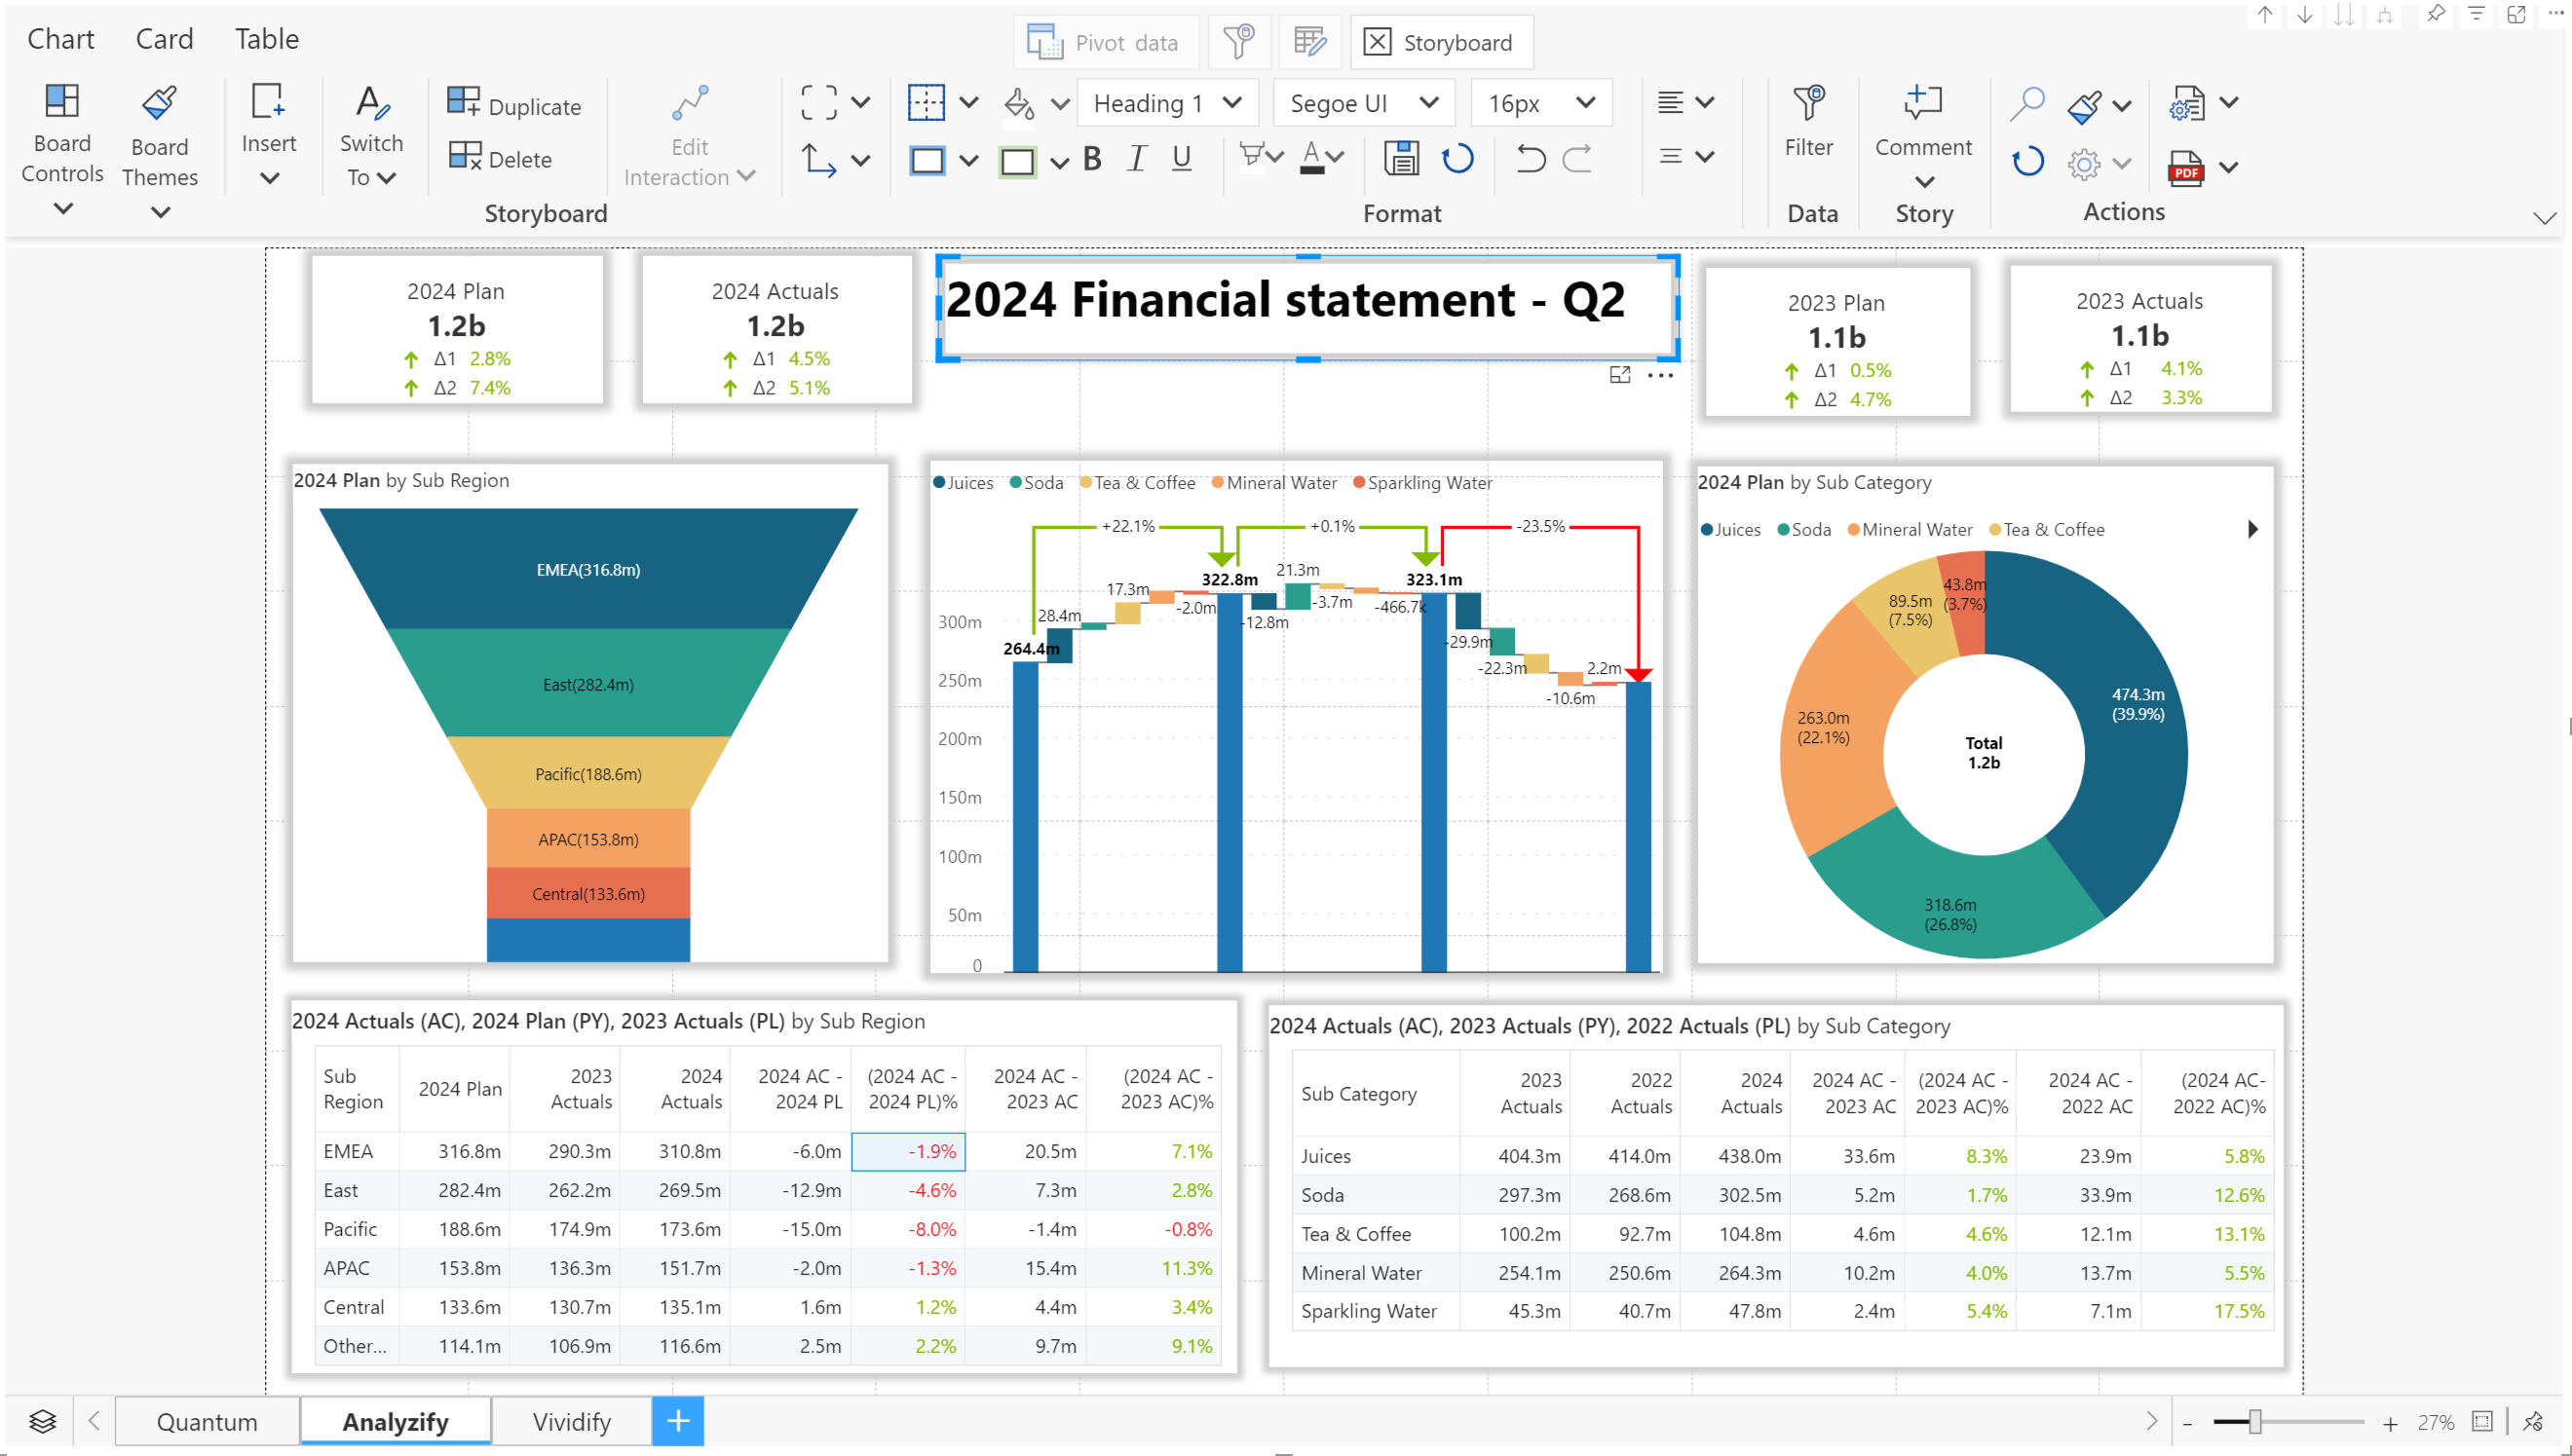 Chart Card Table
Pivot data
Storyboard
Board Controls
Board Themes
Insert
Switch To
Duplicate
Delete
Edit Interaction
Storyboard
Heading 1
Segoe UI
16px
B I U
A
Format
Filter
Data
Comment
Story
PDF
Actions
2024 Plan
1.2b
Δ1 2.8%
Δ2 7.4%
2024 Actuals
1.2b
Δ1 4.5%
Δ2 5.1%
2024 Financial statement - Q2
2023 Plan
1.1b
Δ1 0.5%
Δ2 4.7%
2023 Actuals
1.1b
Δ1 4.1%
Δ2 3.3%
2024 Plan by Sub Region
EMEA(316.8m)
East(282.4m)
Pacific(188.6m)
APAC(153.8m)
Central(133.6m)
Juices Soda Tea & Coffee Mineral Water Sparkling Water
+22.1% +0.1% -23.5%
264.4m
28.4m
17.3m
-2.0m
322.8m
-12.8m
21.3m
-3.7m
-466.7k
323.1m
-29.9m
-22.3m
-10.6m
2.2m
300m
250m
200m
150m
100m
50m
0
2024 Plan by Sub Category
Juices Soda Mineral Water Tea & Coffee
43.8m
(3.7%)
89.5m
(7.5%)
474.3m
(39.9%)
263.0m
(22.1%)
Total
1.2b
318.6m
(26.8%)
2024 Actuals (AC), 2024 Plan (PY), 2023 Actuals (PL) by Sub Region
Sub Region 2024 Plan 2023 Actuals 2024 Actuals 2024 AC - 2024 PL (2024 AC - 2024 PL)% 2024 AC - 2023 AC (2024 AC - 2023 AC)%
EMEA 316.8m 290.3m 310.8m -6.0m -1.9% 20.5m 7.1%
East 282.4m 262.2m 269.5m -12.9m -4.6% 7.3m 2.8%
Pacific 188.6m 174.9m 173.6m -15.0m -8.0% -1.4m -0.8%
APAC 153.8m 136.3m 151.7m -2.0m -1.3% 15.4m 11.3%
Central 133.6m 130.7m 135.1m 1.6m 1.2% 4.4m 3.4%
Other... 114.1m 106.9m 116.6m 2.5m 2.2% 9.7m 9.1%
2024 Actuals (AC), 2023 Actuals (PY), 2022 Actuals (PL) by Sub Category
Sub Category 2023 Actuals 2022 Actuals 2024 Actuals 2024 AC - 2023 AC (2024 AC - 2023 AC)% 2024 AC - 2022 AC (2024 AC- 2022 AC)%
Juices 404.3m 414.0m 438.0m 33.6m 8.3% 23.9m 5.8%
Soda 297.3m 268.6m 302.5m 5.2m 1.7% 33.9m 12.6%
Tea & Coffee 100.2m 92.7m 104.8m 4.6m 4.6% 12.1m 13.1%
Mineral Water 254.1m 250.6m 264.3m 10.2m 4.0% 13.7m 5.5%
Sparkling Water 45.3m 40.7m 47.8m 2.4m 5.4% 7.1m 17.5%
Quantum Analyzify Vividify +
- + 27%